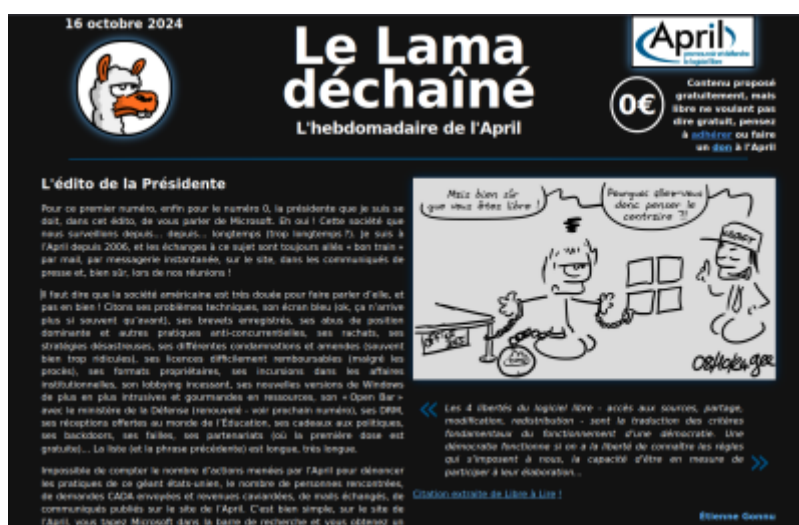 16 octobre 2024
Le Lama
déchaîné
L'hebdomadaire de l'April
April
promouvoir et défendre
le logiciel libre
0€
Contenu proposé
gratuitement, mais
libre ne voulant pas
dire gratuit, pensez
à adhérer ou faire
un don à l'April
L'édito de la Présidente
Pour ce premier numéro, enfin pour le numéro 0, la présidente que je suis se
doit, dans cet édito, de vous parler de Microsoft. Eh oui ! Cette société que
nous surveillons depuis... depuis... longtemps (trop longtemps ?). Je suis à
l'April depuis 2006, et les échanges à ce sujet sont toujours allés « bon train »
par mail, par messagerie instantanée, sur le site, dans les communiqués de
presse et, bien sûr, lors de nos réunions !
Il faut dire que la société américaine est très douée pour faire parler d'elle, et
pas en bien ! Citons ses problèmes techniques, son écran bleu (ok, ça n'arrive
plus si souvent qu'avant), ses brevets enregistrés, ses abus de position
dominante et autres pratiques anti-concurrentielles, ses rachats, ses
stratégies désastreuses, ses différentes condamnations et amendes (souvent
bien trop ridicules), ses licences difficilement remboursables (malgré les
procès), ses formats propriétaires, ses incursions dans les affaires
institutionnelles, son lobbying incessant, ses nouvelles versions de Windows
de plus en plus intrusives et gourmandes en ressources, son « Open Bar »
avec le ministère de la Défense (renouvelé - voir prochain numéro), ses DRM,
ses réceptions offertes au monde de l'Éducation, ses cadeaux aux politiques,
ses backdoors, ses failles, ses partenariats (où la première dose est
gratuite)... La liste (et la phrase précédente) est longue, très longue.
Impossible de compter le nombre d'actions menées par l'April pour dénoncer
les pratiques de ce géant états-unien, le nombre de personnes rencontrées,
de demandes CADA envoyées et revenues caviardées, de mails échangés, de
communiqués publiés sur le site de l'April. C'est bien simple, sur le site de
l'April, vous tapez Microsoft dans la barre de recherche et vous obtenez un
Mais bien sûr
que vous êtes libre !
Pourquoi allez-vous
donc penser le
contraire ?!
Les 4 libertés du logiciel libre - accès aux sources, partage,
modification, redistribution - sont la traduction des critères
fondamentaux du fonctionnement d'une démocratie. Une
démocratie fonctionne si on a la liberté de connaître les règles
qui s'imposent à nous, la capacité d'être en mesure de
participer à leur élaboration...
Citation extraite de Libre à Lire !
Étienne Gonnu